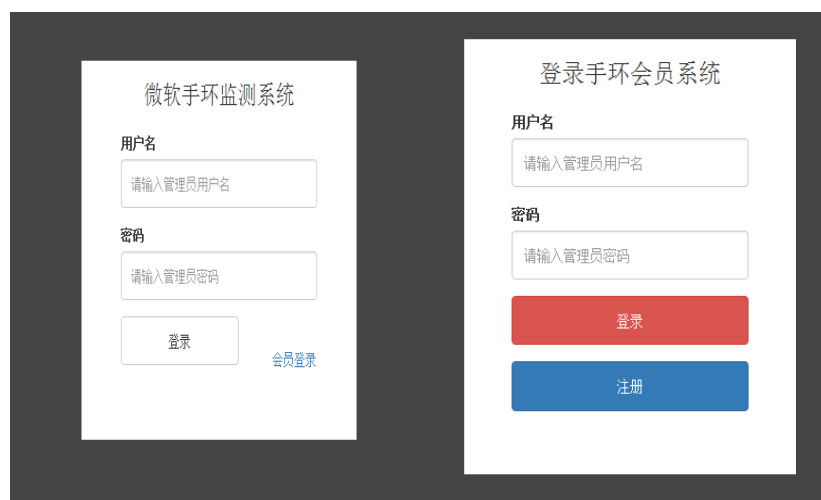 微软手环监测系统
用户名
请输入管理员用户名
密码
请输入管理员密码
登录
会员登录
登录手环会员系统
用户名
请输入管理员用户名
密码
请输入管理员密码
登录
注册